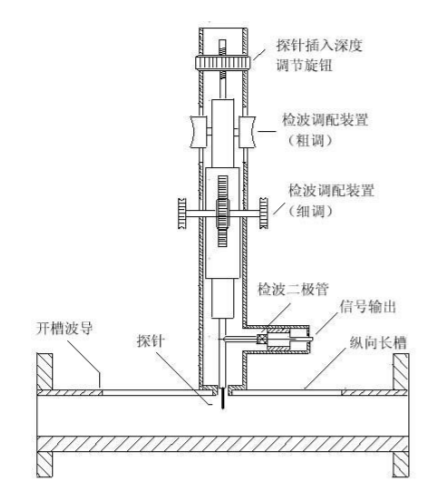 探针插入深度
调节旋钮
检波调配装置
（粗调）
检波调配装置
（细调）
检波二极管
信号输出
开槽波导
探针
纵向长槽